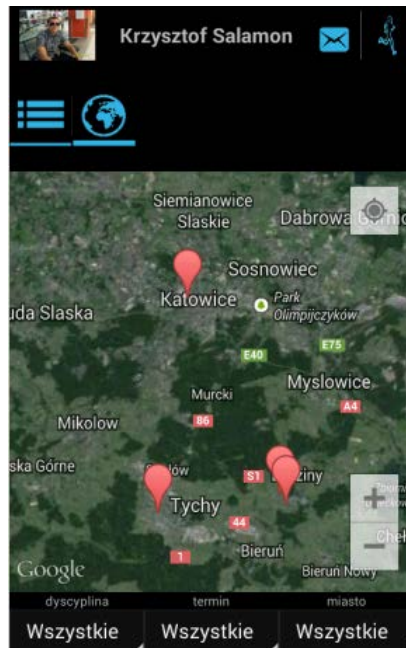 Krzysztof Salamon
Siemianowice
Slaskie
Dabrowa Gornic
Sosnowiec
Katowice
Park
Olimpijczyków
uda Slaska
E75
E40
Myslowice
Murcki
A4
Mikolow
86
ska Górne
S1
Tychy
44
Bieruń
1
Google
Bieruń Nowy
dyscyplina termin miasto
Wszystkie Wszystkie Wszystkie